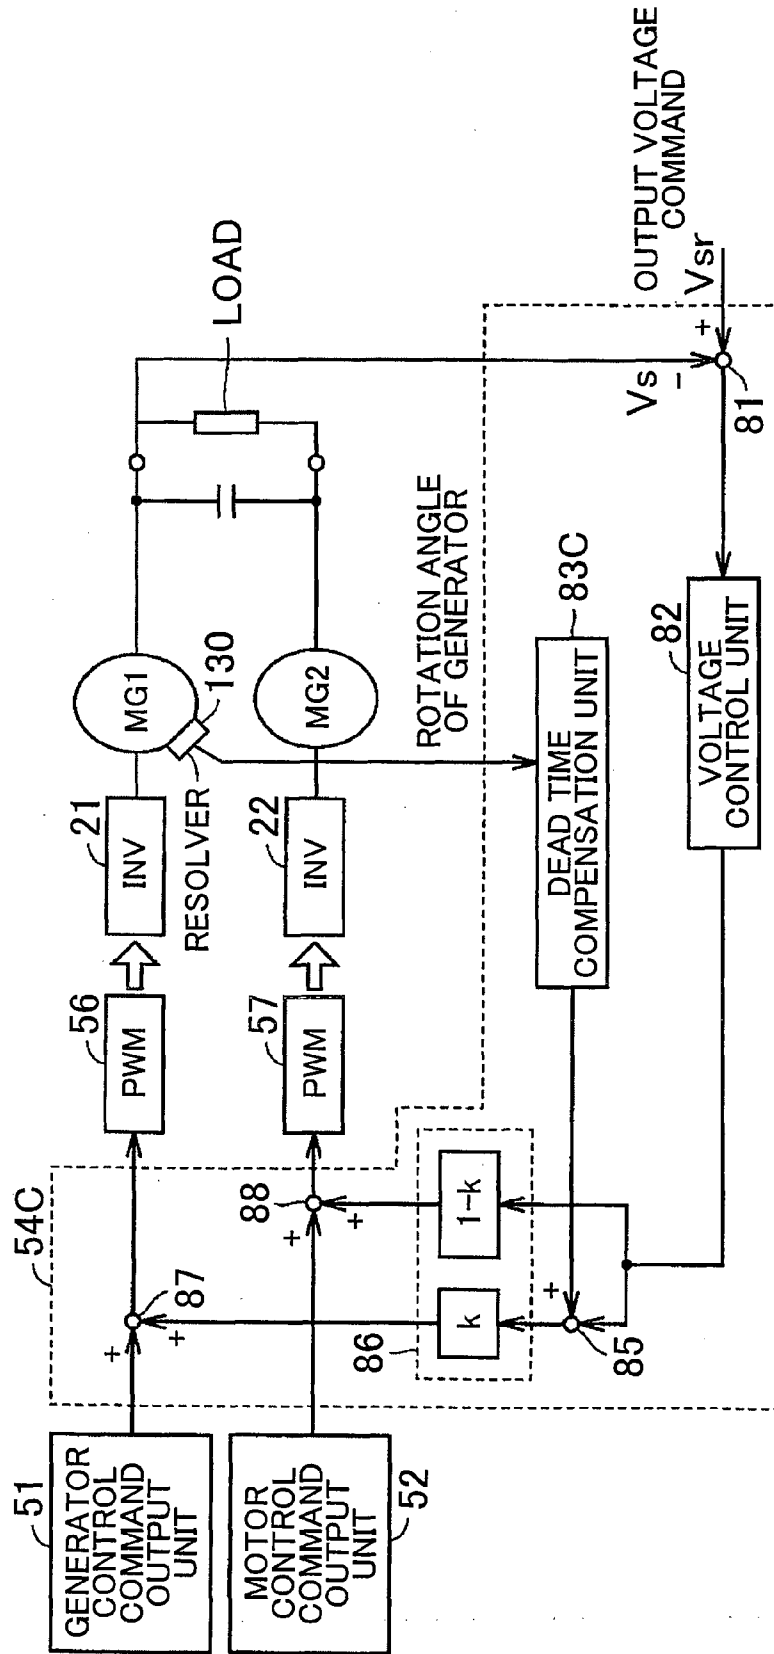 54C
51
GENERATOR
CONTROL
COMMAND
OUTPUT
UNIT
+
87
+
56
PWM
21
INV
MG1
130
RESOLVER
LOAD
52
MOTOR
CONTROL
COMMAND
OUTPUT
UNIT
+
88
+
57
PWM
22
INV
MG2
ROTATION ANGLE
OF GENERATOR
86
k
1-k
+
85
83C
DEAD TIME
COMPENSATION UNIT
82
VOLTAGE
CONTROL UNIT
Vs
-
+
81
Vsr
OUTPUT VOLTAGE
COMMAND